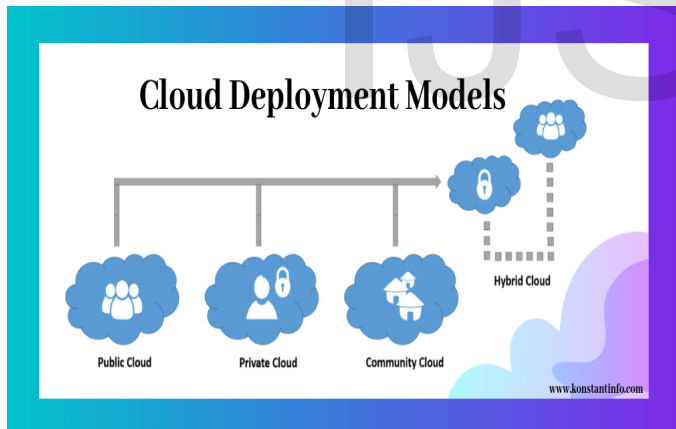 Cloud Deployment Models
Hybrid Cloud
Public Cloud
Private Cloud
Community Cloud
www.konstantinfo.com